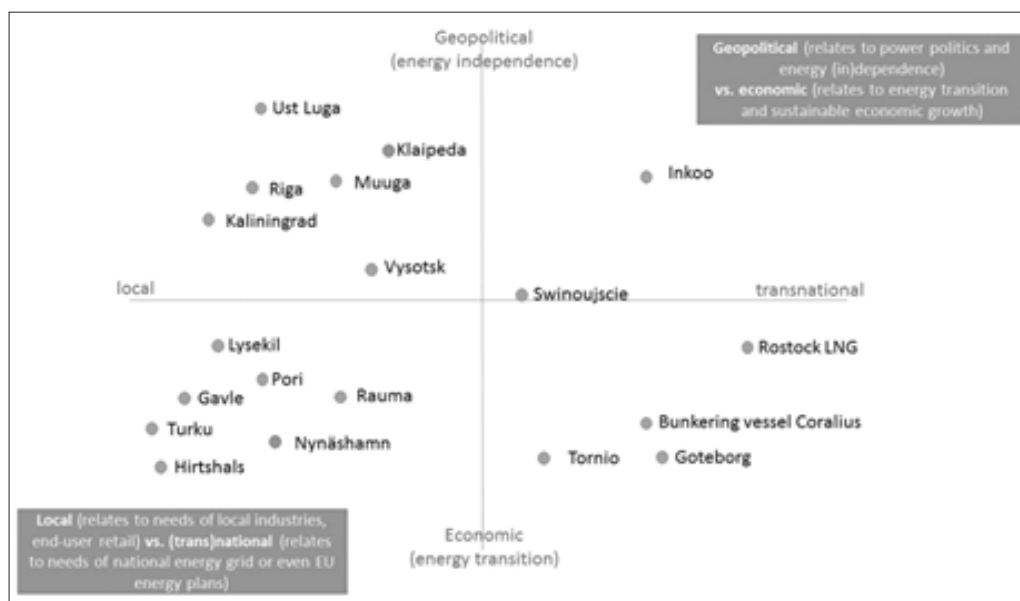 Geopolitical
(energy independence)
Geopolitical (relates to power politics and
energy (in)dependence)
vs. economic (relates to energy transition
and sustainable economic growth)
Ust Luga
Klaipeda
Inkoo
Muuga
Riga
Kaliningrad
Vysotsk
local
Swinoujscie
transnational
Lysekil
Rostock LNG
Pori
Gavle
Rauma
Turku
Bunkering vessel Coralius
Nynäshamn
Tornio
Goteborg
Hirtshals
Local (relates to needs of local industries,
end-user retail) vs. (trans)national (relates
to needs of national energy grid or even EU
energy plans)
Economic
(energy transition)